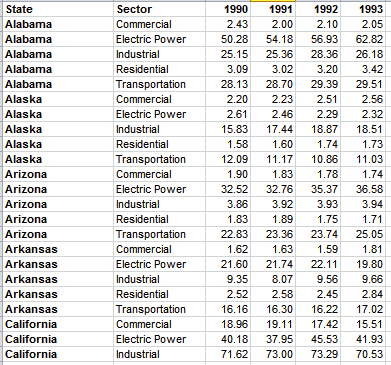 State Sector 1990 1991 1992 1993
Alabama Commercial 2.43 2.00 2.10 2.05
Alabama Electric Power 50.28 54.18 56.93 62.82
Alabama Industrial 25.15 25.36 28.36 26.18
Alabama Residential 3.09 3.02 3.20 3.42
Alabama Transportation 28.13 28.70 29.39 29.51
Alaska Commercial 2.20 2.23 2.51 2.56
Alaska Electric Power 2.61 2.46 2.29 2.32
Alaska Industrial 15.83 17.44 18.87 18.51
Alaska Residential 1.58 1.60 1.74 1.73
Alaska Transportation 12.09 11.17 10.86 11.03
Arizona Commercial 1.90 1.83 1.78 1.74
Arizona Electric Power 32.52 32.76 35.37 36.58
Arizona Industrial 3.86 3.92 3.93 3.94
Arizona Residential 1.83 1.89 1.75 1.71
Arizona Transportation 22.83 23.36 23.74 25.05
Arkansas Commercial 1.62 1.63 1.59 1.81
Arkansas Electric Power 21.60 21.74 22.11 19.80
Arkansas Industrial 9.35 8.07 9.56 9.66
Arkansas Residential 2.52 2.58 2.45 2.84
Arkansas Transportation 16.16 16.30 16.22 17.02
California Commercial 18.96 19.11 17.42 15.51
California Electric Power 40.18 37.95 45.53 41.93
California Industrial 71.62 73.00 73.29 70.53